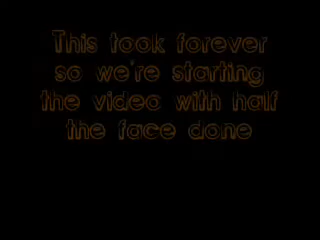 This took forever
so we're starting
the video with half
the face done